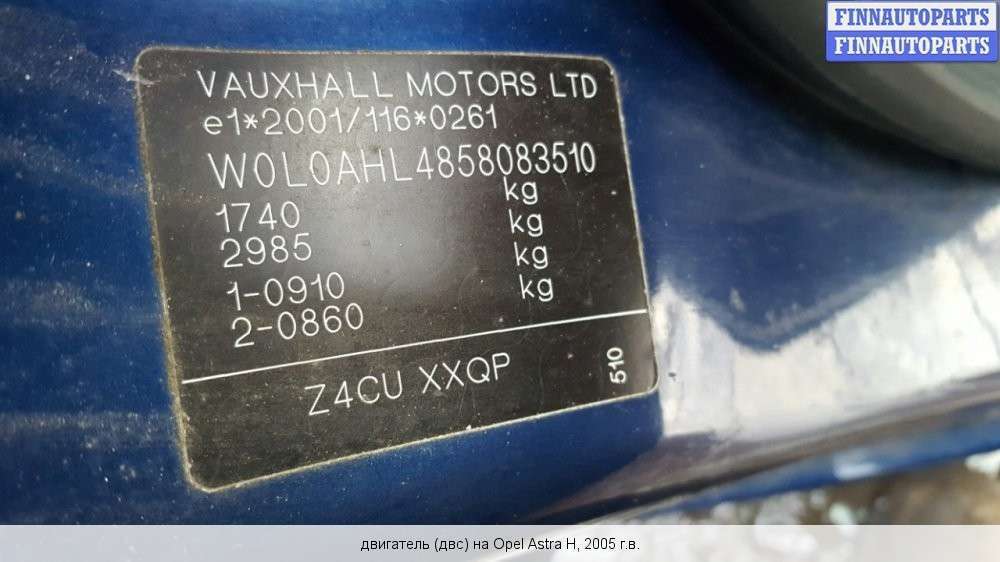 FINNAUTOPARTS
FINNAUTOPARTS
VAUXHALL MOTORS LTD
e1*2001/116*0261
W0L0AHL4858083510
1740 kg
2985 kg
1-0910 kg
2-0860 kg
Z4CU XXQP 510
двигатель (двс) на Opel Astra H, 2005 г.в.